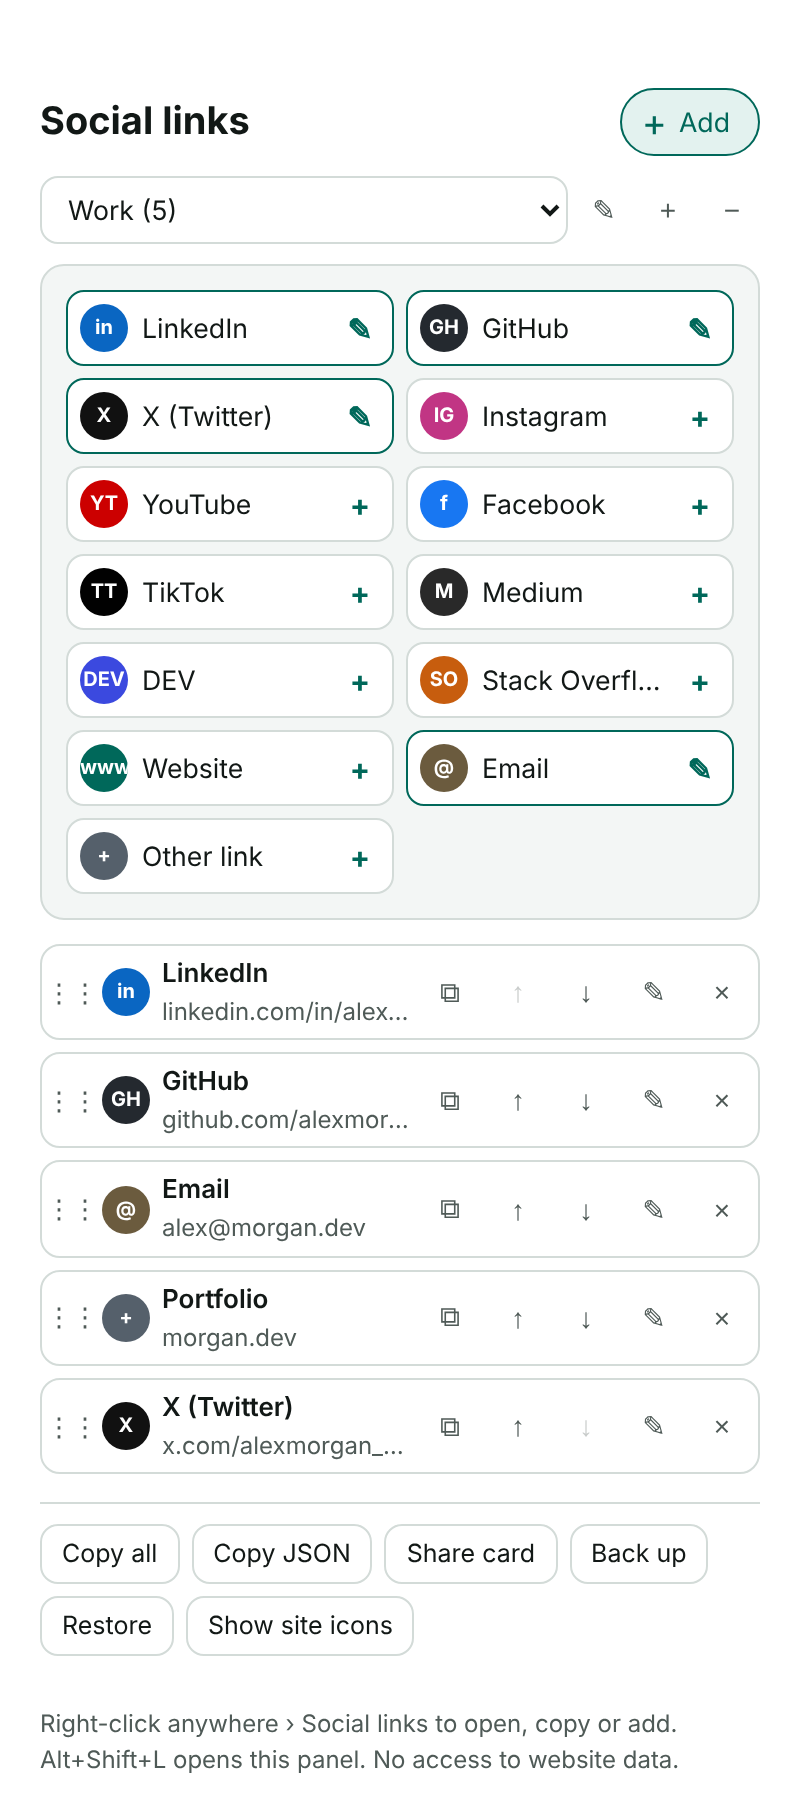 Social links
+ Add
Work (5)
✎ + −
in LinkedIn ✎
GH GitHub ✎
X X (Twitter) ✎
IG Instagram +
YT YouTube +
f Facebook +
TT TikTok +
M Medium +
DEV DEV +
SO Stack Overfl... +
www Website +
@ Email ✎
+ Other link +
in LinkedIn
linkedin.com/in/alex...
GH GitHub
github.com/alexmor...
@ Email
alex@morgan.dev
+ Portfolio
morgan.dev
X X (Twitter)
x.com/alexmorgan_...
Copy all
Copy JSON
Share card
Back up
Restore
Show site icons
Right-click anywhere › Social links to open, copy or add.
Alt+Shift+L opens this panel. No access to website data.